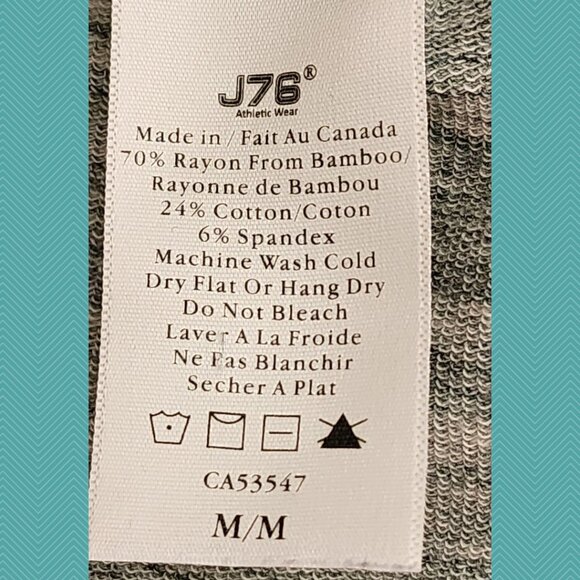 J76®
Athletic Wear
Made in / Fait Au Canada
70% Rayon From Bamboo/
Rayonne de Bambou
24% Cotton/Coton
6% Spandex
Machine Wash Cold
Dry Flat Or Hang Dry
Do Not Bleach
Laver A La Froide
Ne Pas Blanchir
Secher A Plat
CA53547
M/M